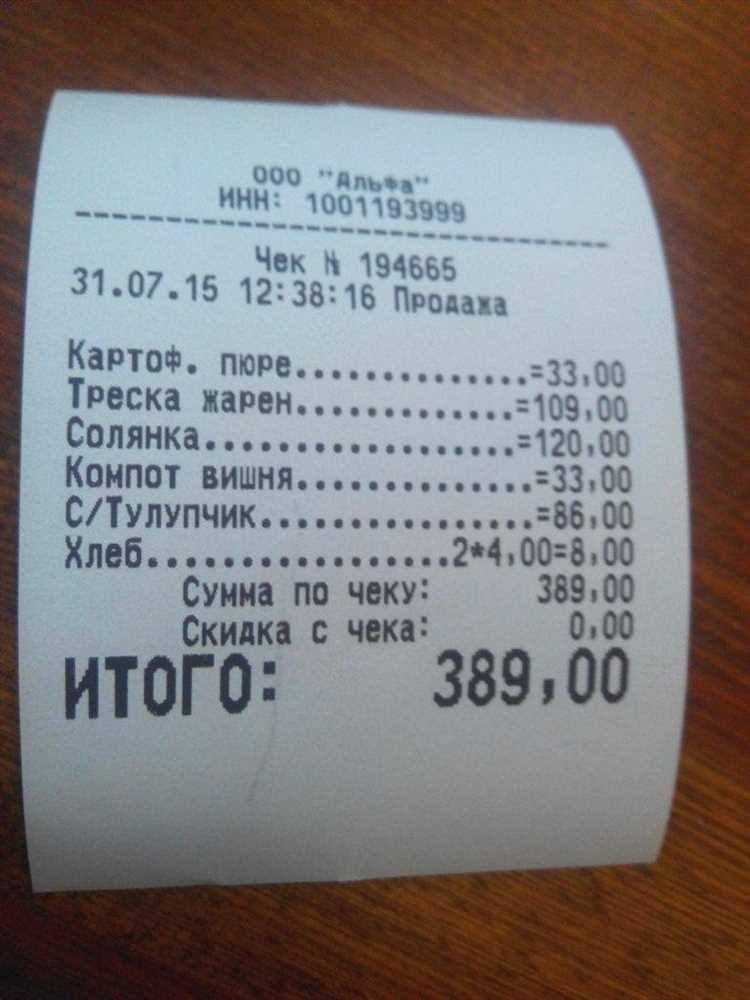 ООО "Альфа"
ИНН: 1001193999
--------------------------------
Чек № 194665
31.07.15 12:38:16 Продажа
Картоф. пюре...............=33,00
Треска жарен..............=109,00
Солянка....................=120,00
Компот вишня...............=33,00
С/Тулупчик..................=86,00
Хлеб..................2*4,00=8,00
Сумма по чеку: 389,00
Скидка с чека: 0,00
ИТОГО: 389,00